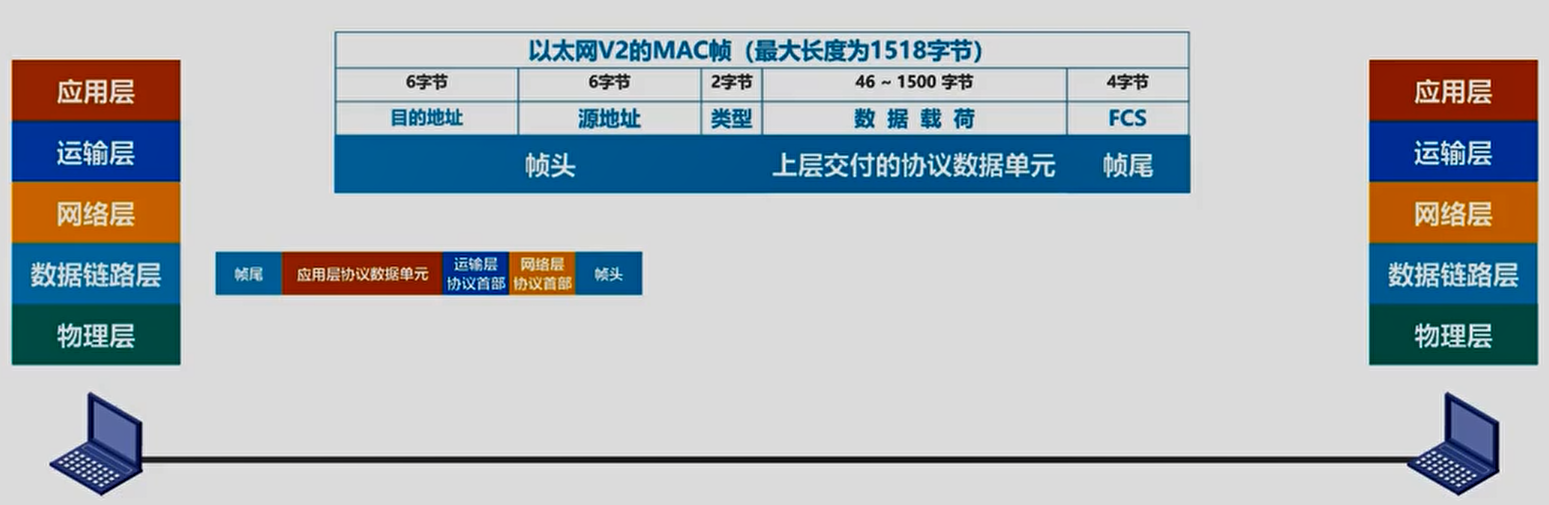 以太网V2的MAC帧（最大长度为1518字节）
6字节 6字节 2字节 46 ~ 1500 字节 4字节
目的地址 源地址 类型 数 据 载 荷 FCS
帧头 上层交付的协议数据单元 帧尾
应用层
运输层
网络层
数据链路层
物理层
帧尾 应用层协议数据单元 运输层 网络层 帧头
协议首部 协议首部
应用层
运输层
网络层
数据链路层
物理层